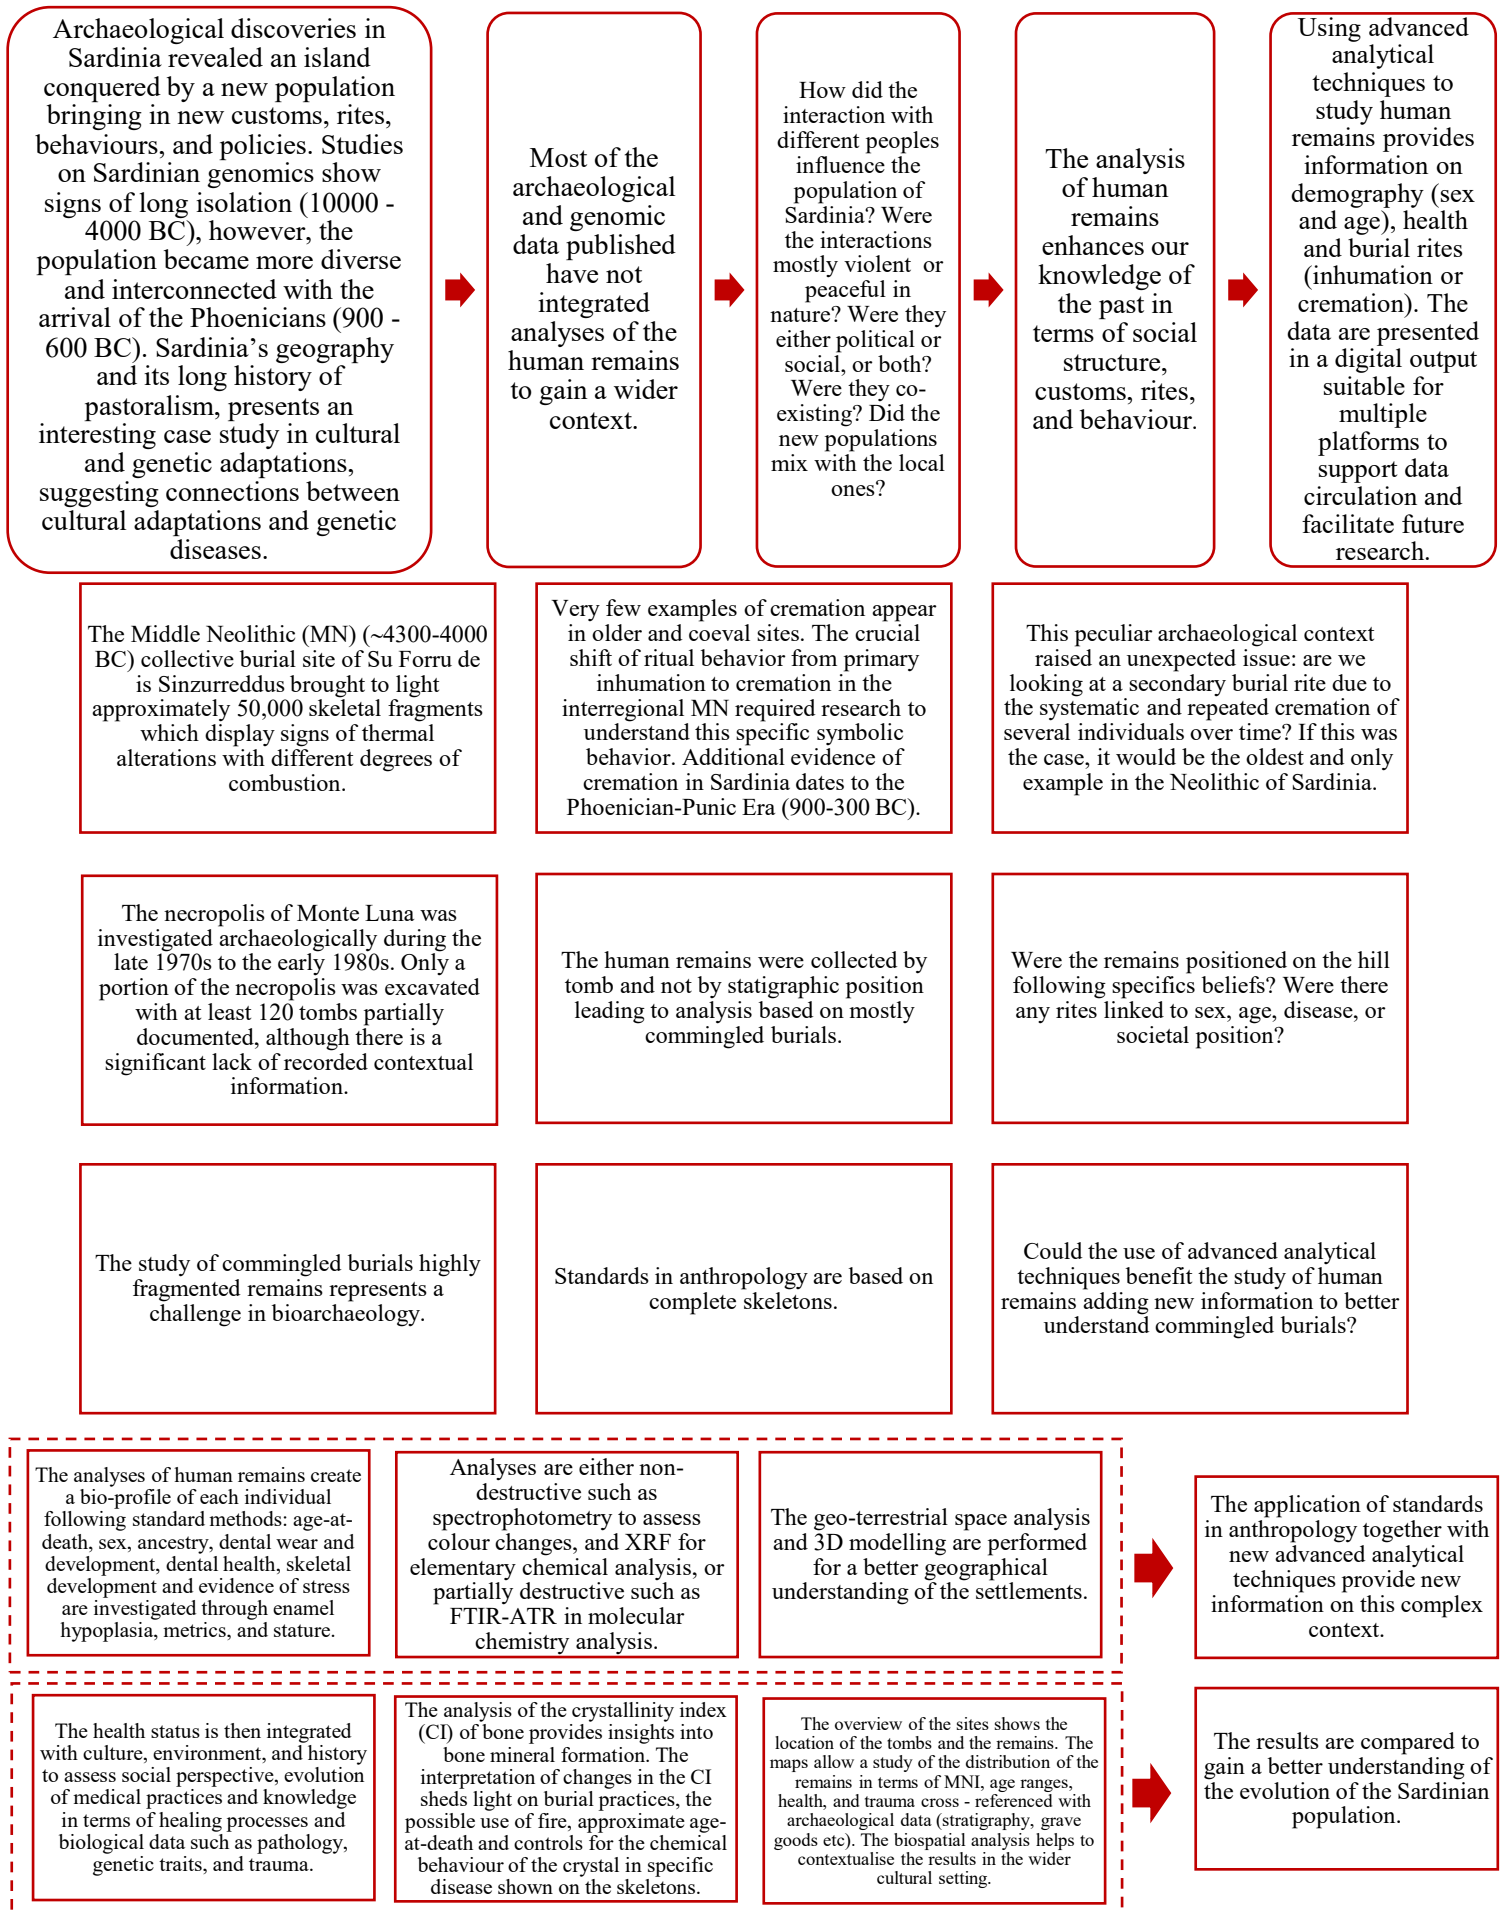 Archaeological discoveries in
Sardinia revealed an island
conquered by a new population
bringing in new customs, rites,
behaviours, and policies. Studies
on Sardinian genomics show
signs of long isolation (10000 -
4000 BC), however, the
population became more diverse
and interconnected with the
arrival of the Phoenicians (900 -
600 BC). Sardinia’s geography
and its long history of
pastoralism, presents an
interesting case study in cultural
and genetic adaptations,
suggesting connections between
cultural adaptations and genetic
diseases.
Most of the
archaeological
and genomic
data published
have not
integrated
analyses of the
human remains
to gain a wider
context.
How did the
interaction with
different peoples
influence the
population of
Sardinia? Were
the interactions
mostly violent or
peaceful in
nature? Were they
either political or
social, or both?
Were they co-
existing? Did the
new populations
mix with the local
ones?
The analysis
of human
remains
enhances our
knowledge of
the past in
terms of social
structure,
customs, rites,
and behaviour.
Using advanced
analytical
techniques to
study human
remains provides
information on
demography (sex
and age), health
and burial rites
(inhumation or
cremation). The
data are presented
in a digital output
suitable for
multiple
platforms to
support data
circulation and
facilitate future
research.
The Middle Neolithic (MN) (~4300-4000
BC) collective burial site of Su Forru de
is Sinzurreddus brought to light
approximately 50,000 skeletal fragments
which display signs of thermal
alterations with different degrees of
combustion.
Very few examples of cremation appear
in older and coeval sites. The crucial
shift of ritual behavior from primary
inhumation to cremation in the
interregional MN required research to
understand this specific symbolic
behavior. Additional evidence of
cremation in Sardinia dates to the
Phoenician-Punic Era (900-300 BC).
This peculiar archaeological context
raised an unexpected issue: are we
looking at a secondary burial rite due to
the systematic and repeated cremation of
several individuals over time? If this was
the case, it would be the oldest and only
example in the Neolithic of Sardinia.
The necropolis of Monte Luna was
investigated archaeologically during the
late 1970s to the early 1980s. Only a
portion of the necropolis was excavated
with at least 120 tombs partially
documented, although there is a
significant lack of recorded contextual
information.
The human remains were collected by
tomb and not by statigraphic position
leading to analysis based on mostly
commingled burials.
Were the remains positioned on the hill
following specifics beliefs? Were there
any rites linked to sex, age, disease, or
societal position?
The study of commingled burials highly
fragmented remains represents a
challenge in bioarchaeology.
Standards in anthropology are based on
complete skeletons.
Could the use of advanced analytical
techniques benefit the study of human
remains adding new information to better
understand commingled burials?
The analyses of human remains create
a bio-profile of each individual
following standard methods: age-at-
death, sex, ancestry, dental wear and
development, dental health, skeletal
development and evidence of stress
are investigated through enamel
hypoplasia, metrics, and stature.
Analyses are either non-
destructive such as
spectrophotometry to assess
colour changes, and XRF for
elementary chemical analysis, or
partially destructive such as
FTIR-ATR in molecular
chemistry analysis.
The geo-terrestrial space analysis
and 3D modelling are performed
for a better geographical
understanding of the settlements.
The application of standards
in anthropology together with
new advanced analytical
techniques provide new
information on this complex
context.
The health status is then integrated
with culture, environment, and history
to assess social perspective, evolution
of medical practices and knowledge
in terms of healing processes and
biological data such as pathology,
genetic traits, and trauma.
The analysis of the crystallinity index
(CI) of bone provides insights into
bone mineral formation. The
interpretation of changes in the CI
sheds light on burial practices, the
possible use of fire, approximate age-
at-death and controls for the chemical
behaviour of the crystal in specific
disease shown on the skeletons.
The overview of the sites shows the
location of the tombs and the remains. The
maps allow a study of the distribution of the
remains in terms of MNI, age ranges,
health, and trauma cross - referenced with
archaeological data (stratigraphy, grave
goods etc). The biospatial analysis helps to
contextualise the results in the wider
cultural setting.
The results are compared to
gain a better understanding of
the evolution of the Sardinian
population.